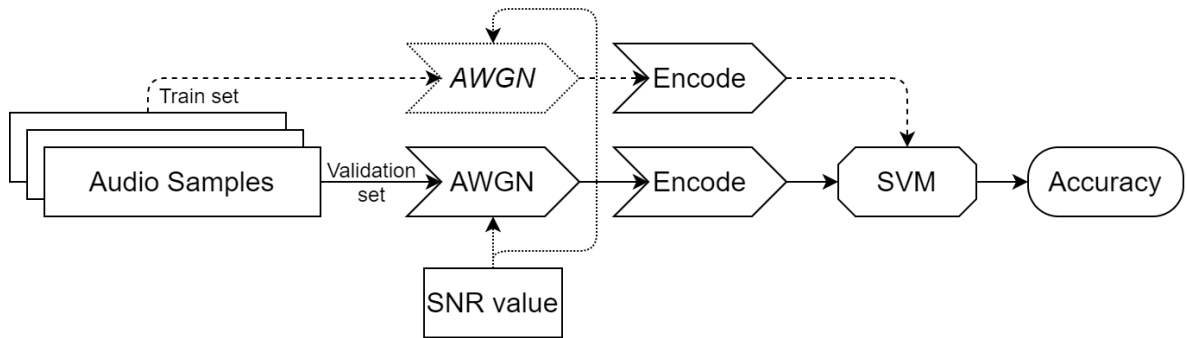 AWGN
Encode
Train set
Audio Samples
Validation
set
AWGN
Encode
SVM
Accuracy
SNR value